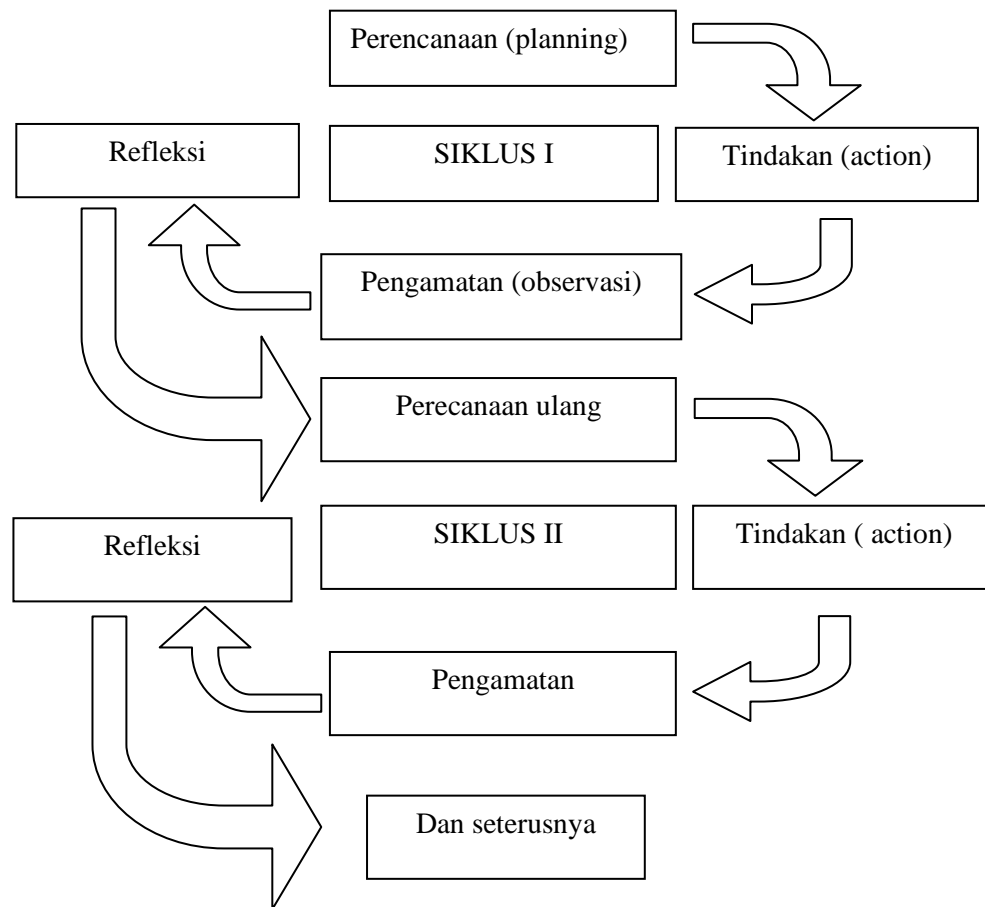 Perencanaan (planning)
Refleksi
SIKLUS I
Tindakan (action)
Pengamatan (observasi)
Perecanaan ulang
Refleksi
SIKLUS II
Tindakan ( action)
Pengamatan
Dan seterusnya